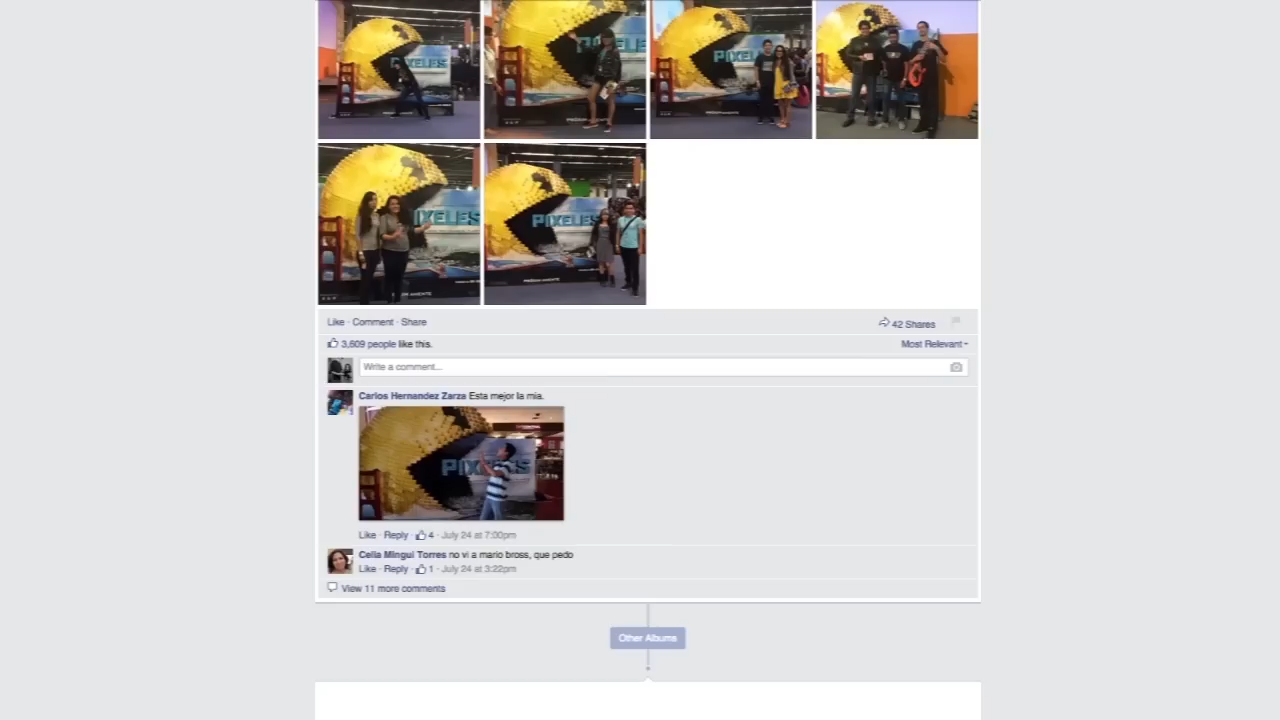 PIXELES
PIXELES
PIXELES
Like · Comment · Share
42 Shares
3,609 people like this.
Most Relevant
Write a comment...
Carlos Hernandez Zarza Esta mejor la mia.
PIXELES
Like · Reply · 4 · July 24 at 7:00pm
Celia Mingui Torres no vi a mario bross, que pedo
Like · Reply · 1 · July 24 at 3:22pm
View 11 more comments
Other Albums